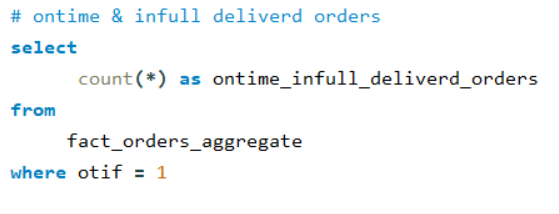 # ontime & infull deliverd orders
select
count(*) as ontime_infull_deliverd_orders
from
fact_orders_aggregate
where otif = 1